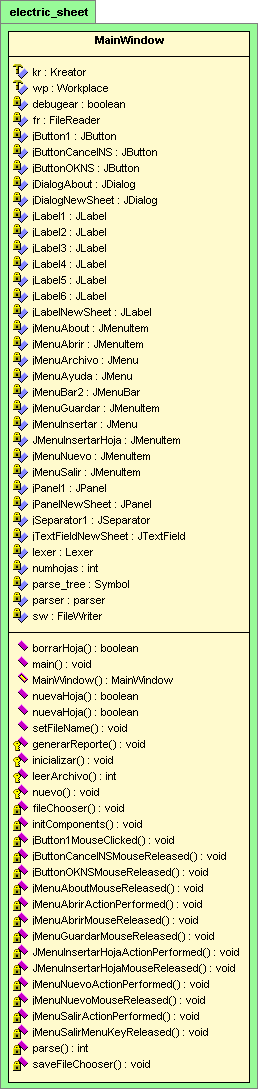 electric_sheet
MainWindow
kr : Kreator
wp : Workplace
debugear : boolean
fr : FileReader
jButton1 : JButton
jButtonCancelNS : JButton
jButtonOKNS : JButton
jDialogAbout : JDialog
jDialogNewSheet : JDialog
jLabel1 : JLabel
jLabel2 : JLabel
jLabel3 : JLabel
jLabel4 : JLabel
jLabel5 : JLabel
jLabel6 : JLabel
jLabelNewSheet : JLabel
jMenuAbout : JMenuItem
jMenuAbrir : JMenuItem
jMenuArchivo : JMenu
jMenuAyuda : JMenu
jMenuBar2 : JMenuBar
jMenuGuardar : JMenuItem
jMenuInsertar : JMenu
JMenuInsertarHoja : JMenuItem
jMenuNuevo : JMenuItem
jMenuSalir : JMenuItem
jPanel1 : JPanel
jPanelNewSheet : JPanel
jSeparator1 : JSeparator
jTextFieldNewSheet : JTextField
lexer : Lexer
numhojas : int
parse_tree : Symbol
parser : parser
sw : FileWriter
borrarHoja() : boolean
main() : void
MainWindow() : MainWindow
nuevaHoja() : boolean
nuevaHoja() : boolean
setFileName() : void
generarReporte() : void
inicializar() : void
leerArchivo() : int
nuevo() : void
fileChooser() : void
initComponents() : void
jButton1MouseClicked() : void
jButtonCancelNSMouseReleased() : void
jButtonOKNSMouseReleased() : void
jMenuAboutMouseReleased() : void
jMenuAbrirActionPerformed() : void
jMenuAbrirMouseReleased() : void
jMenuGuardarMouseReleased() : void
JMenuInsertarHojaActionPerformed() : void
JMenuInsertarHojaMouseReleased() : void
jMenuNuevoActionPerformed() : void
jMenuNuevoMouseReleased() : void
jMenuSalirActionPerformed() : void
jMenuSalirMenuKeyReleased() : void
parse() : int
saveFileChooser() : void